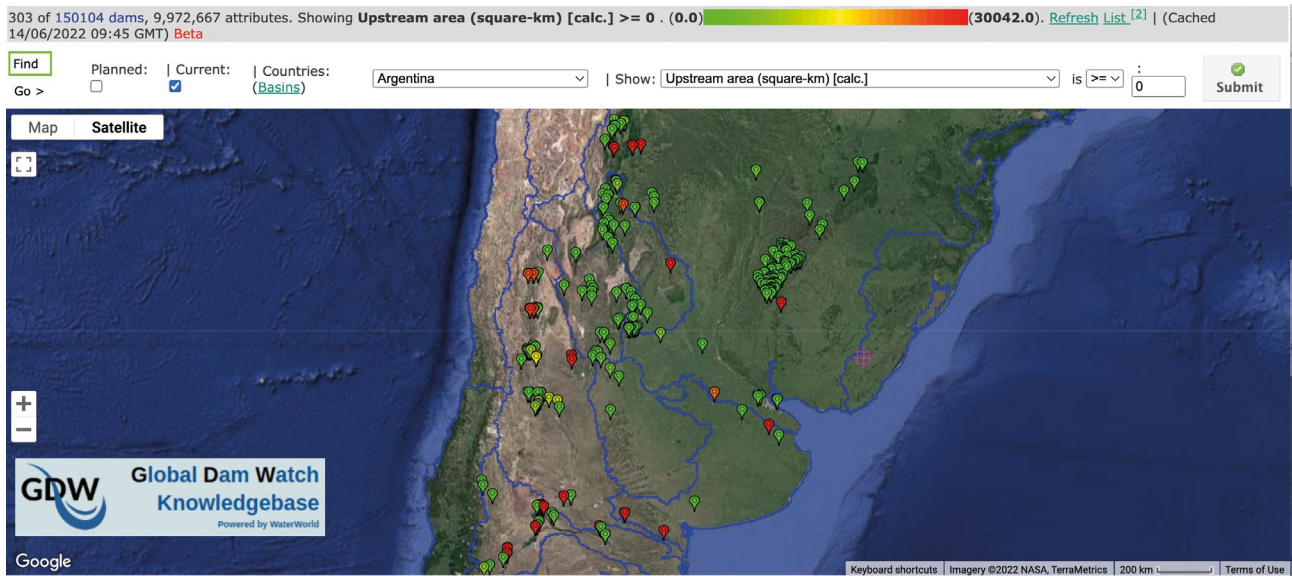 303 of 150104 dams, 9,972,667 attributes. Showing Upstream area (square-km) [calc.] >= 0 . (0.0) (30042.0). Refresh List [2] | (Cached
14/06/2022 09:45 GMT) Beta
Find
Go >
Planned:
| Current:
| Countries:
(Basins)
Argentina
| Show: Upstream area (square-km) [calc.]
is >= : 0
Submit
Map Satellite
+
−
GDW
Global Dam Watch
Knowledgebase
Powered by WaterWorld
Google
Keyboard shortcuts Imagery ©2022 NASA, TerraMetrics 200 km Terms of Use